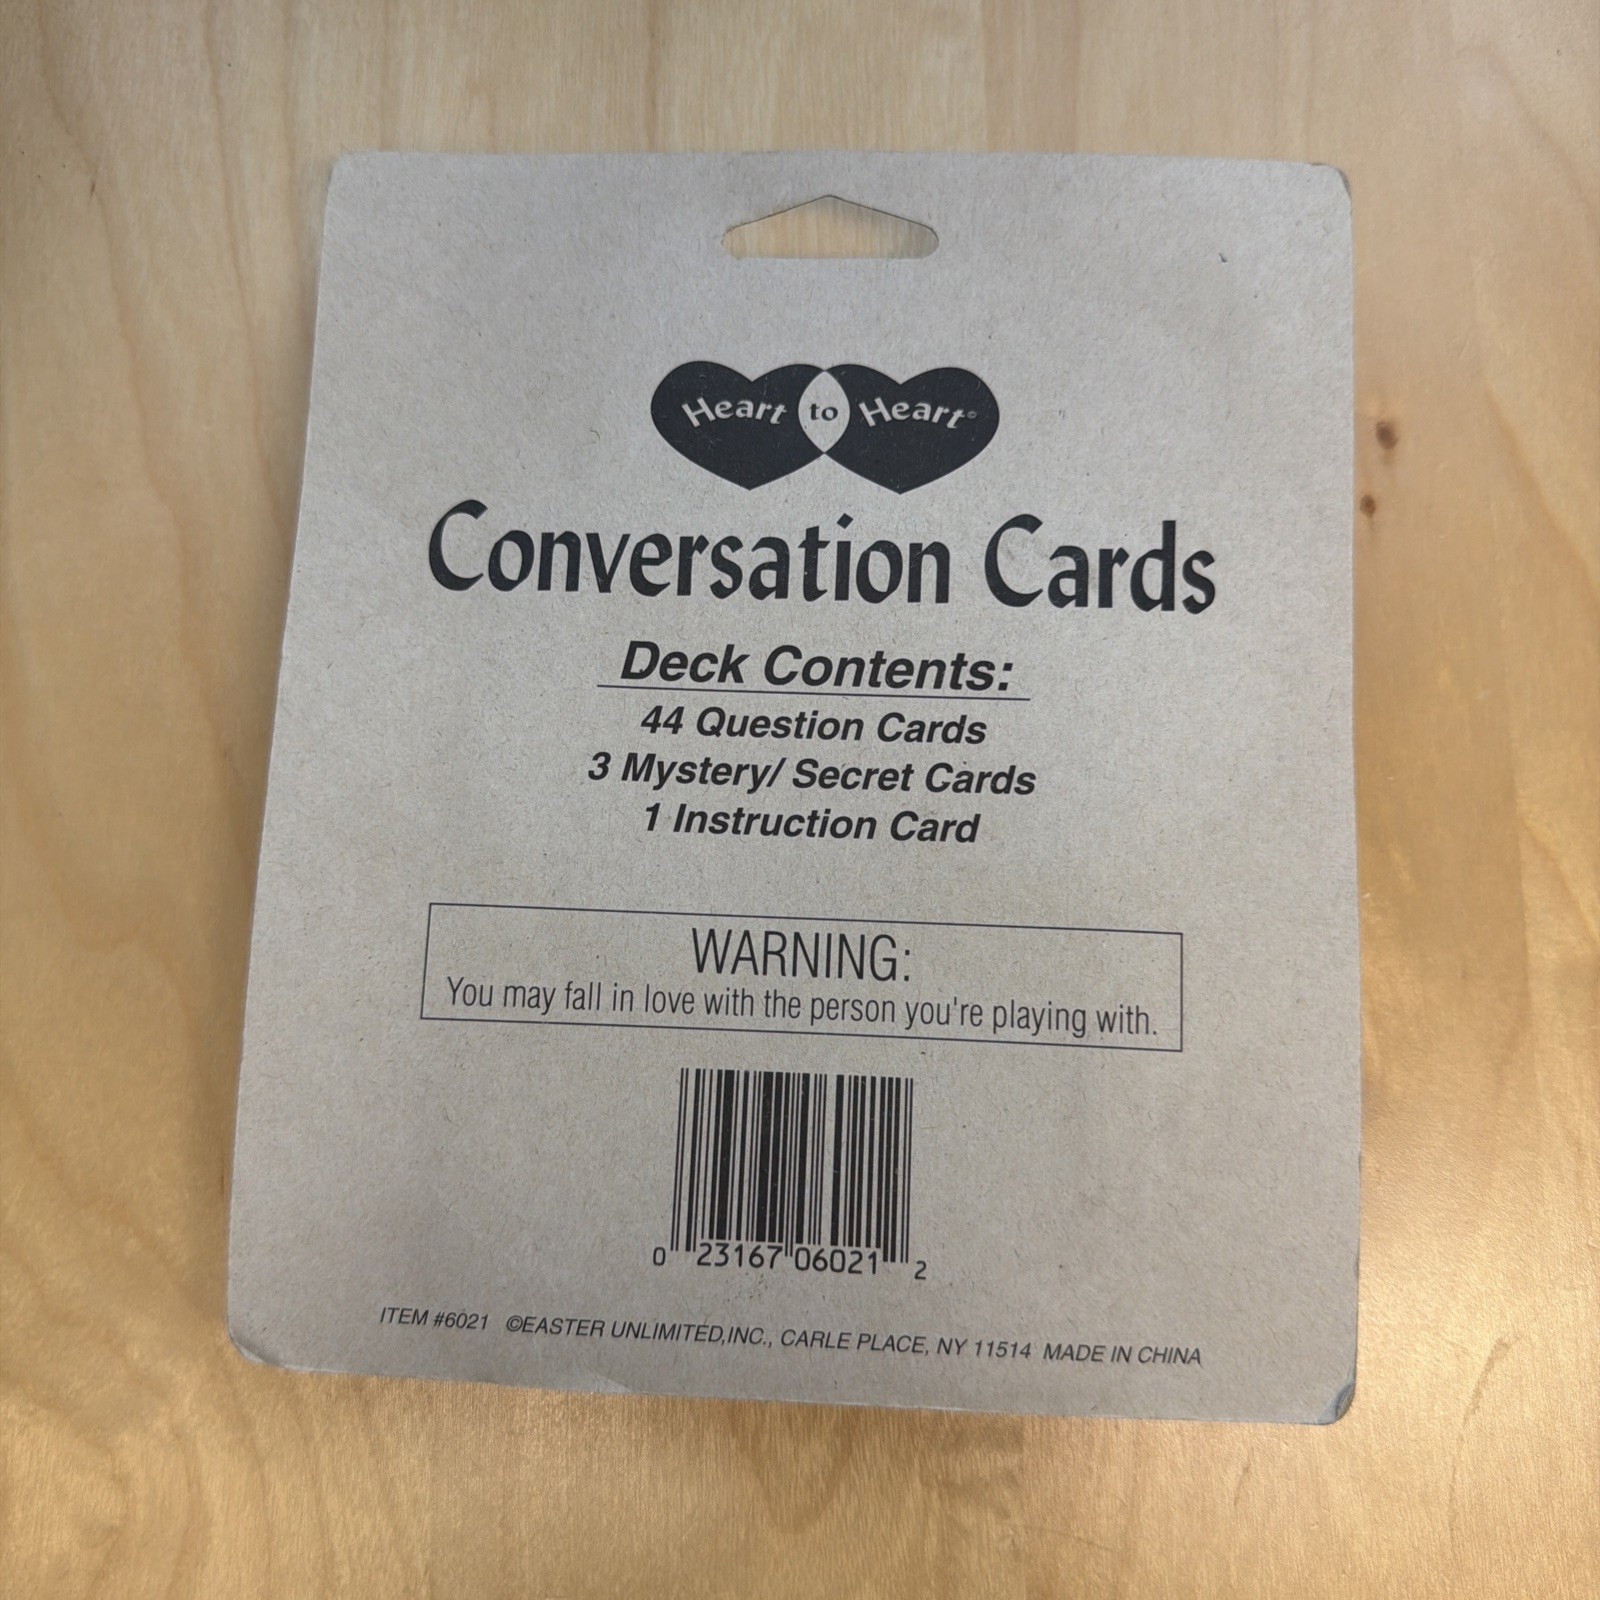 Heart to Heart®
Conversation Cards
Deck Contents:
44 Question Cards
3 Mystery/ Secret Cards
1 Instruction Card
WARNING:
You may fall in love with the person you're playing with.
0 23167 06021 2
ITEM #6021 ©EASTER UNLIMITED,INC., CARLE PLACE, NY 11514 MADE IN CHINA